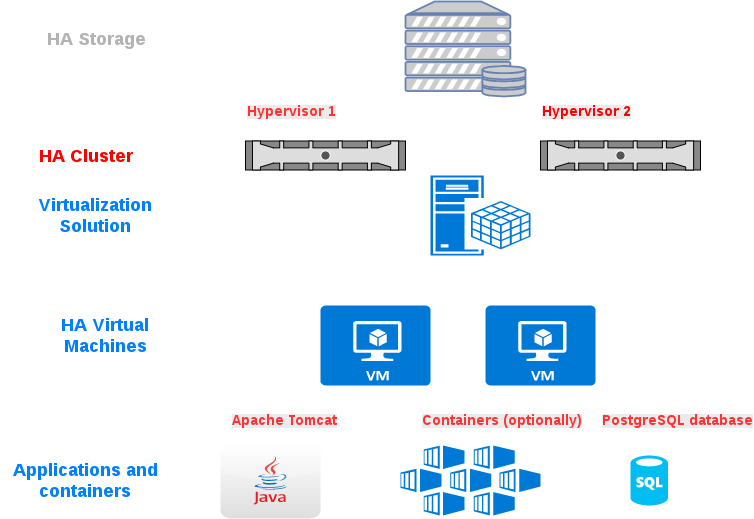 HA Storage
Hypervisor 1
Hypervisor 2
HA Cluster
Virtualization
Solution
HA Virtual
Machines
VM
VM
Apache Tomcat
Containers (optionally)
PostgreSQL database
Applications and
containers
Java
SQL